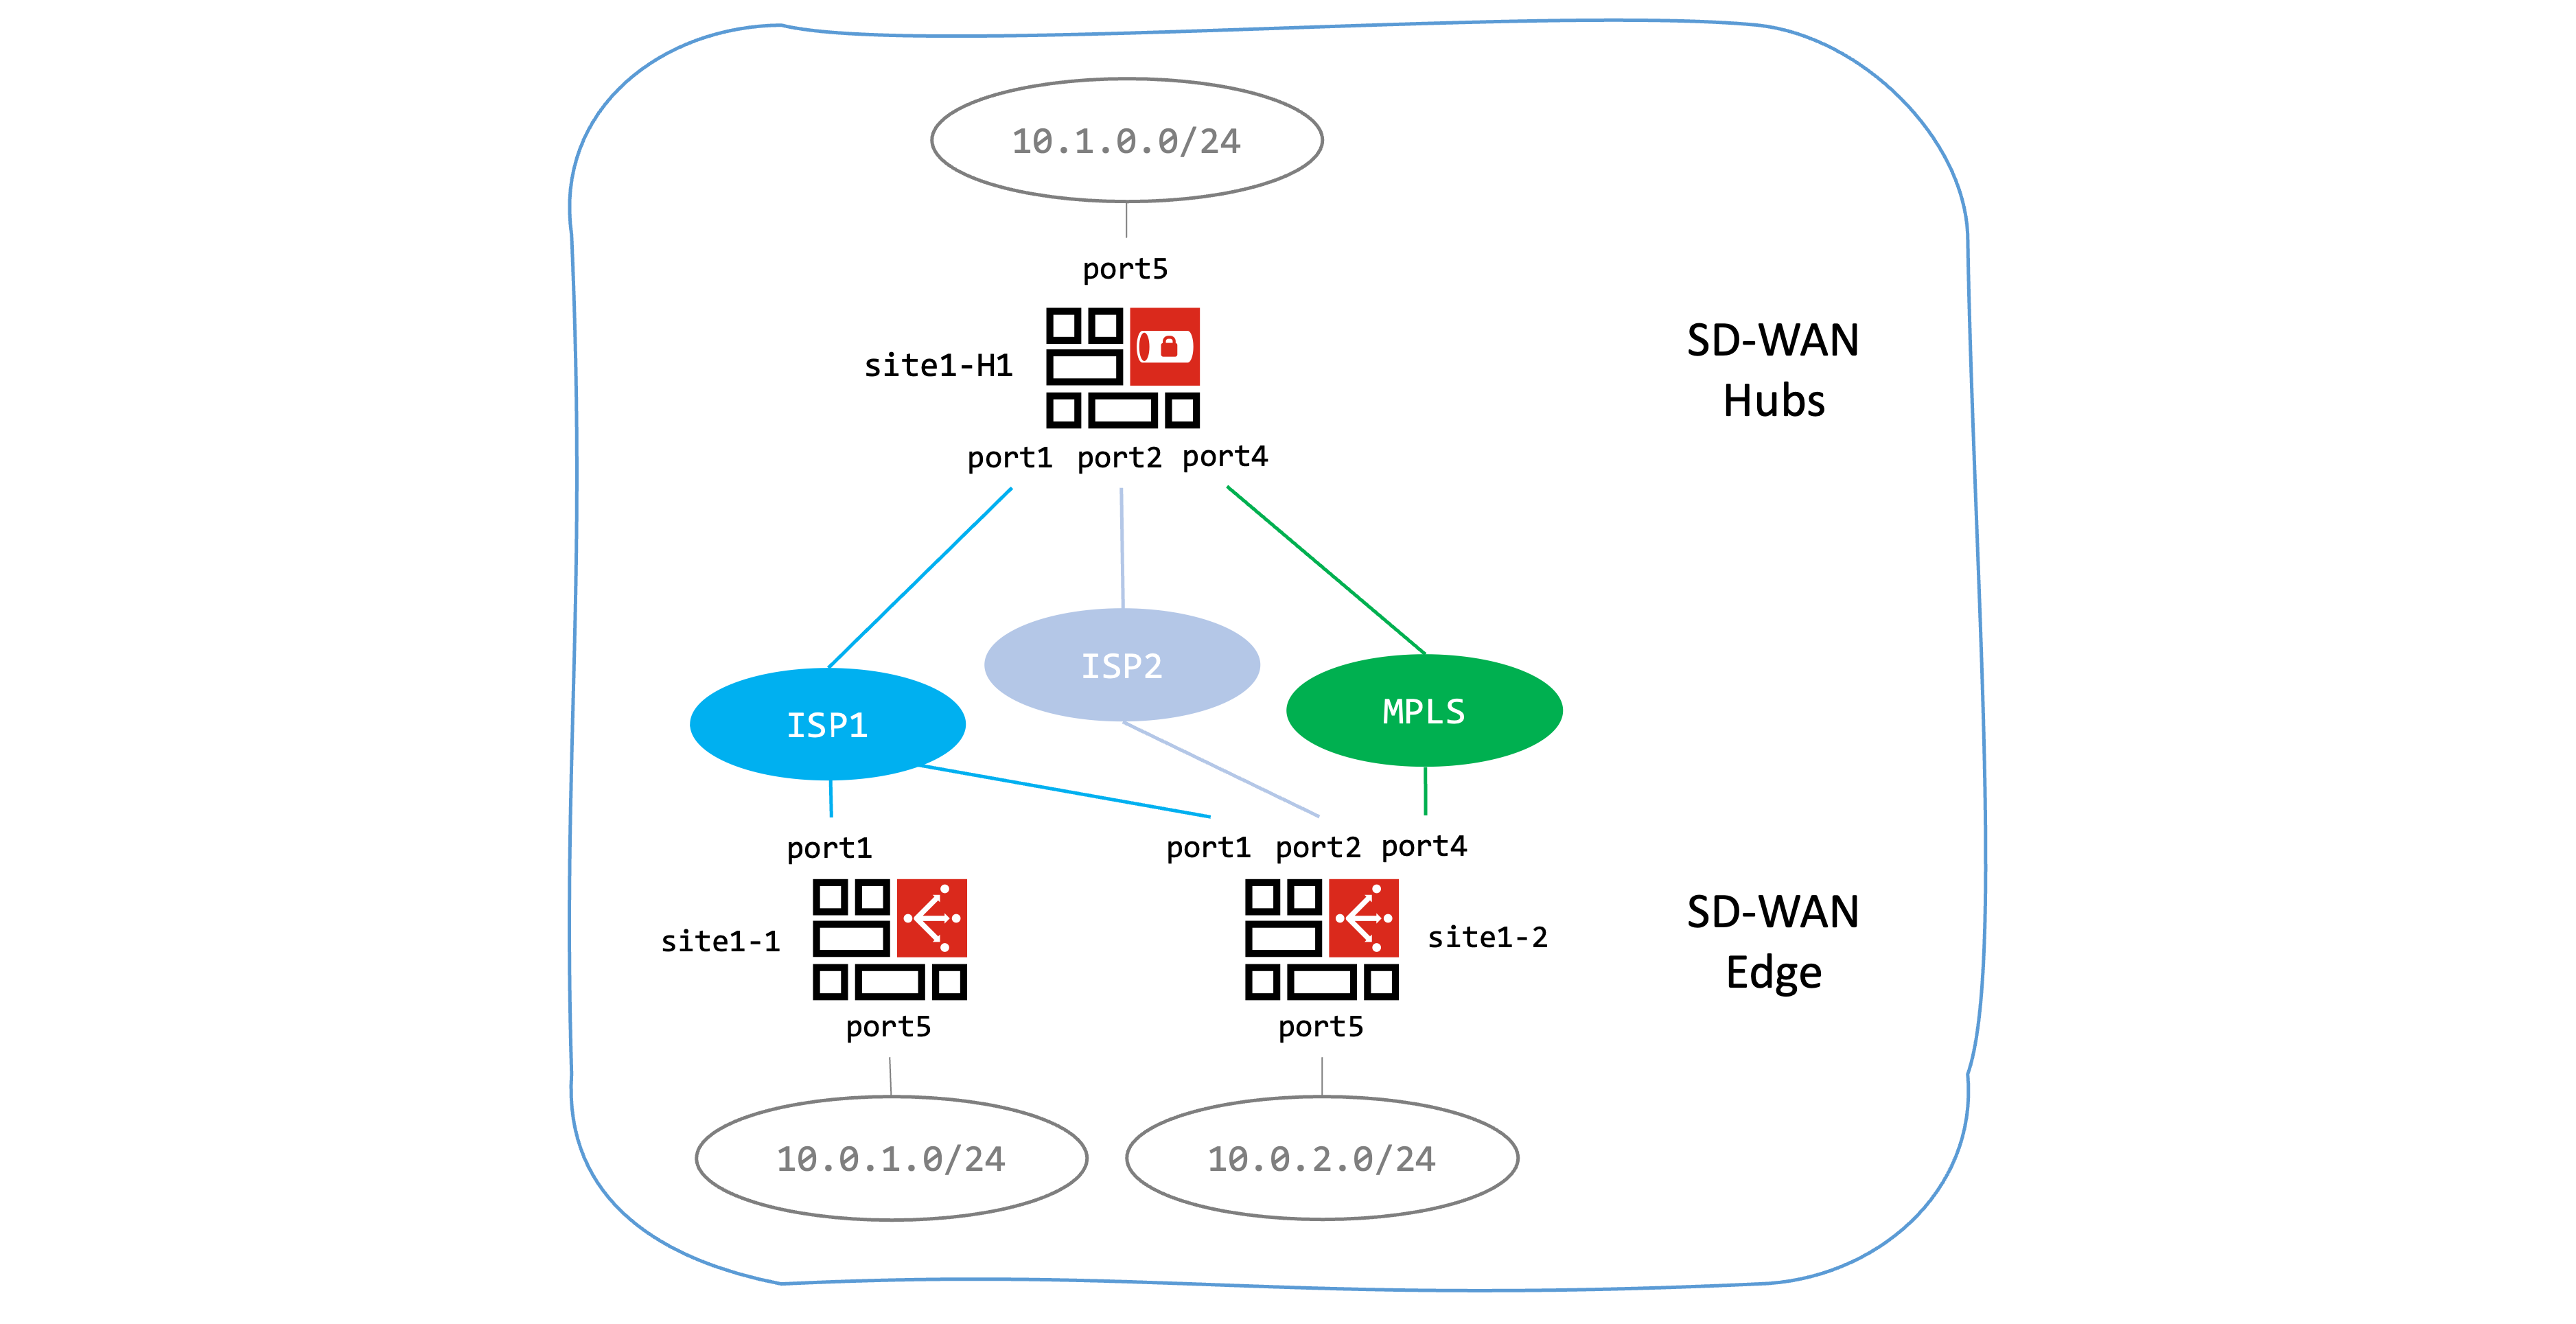 10.1.0.0/24
port5
site1-H1
SD-WAN
Hubs
port1 port2 port4
ISP2
ISP1
MPLS
port1
port1 port2 port4
site1-1
site1-2
SD-WAN
Edge
port5
port5
10.0.1.0/24
10.0.2.0/24